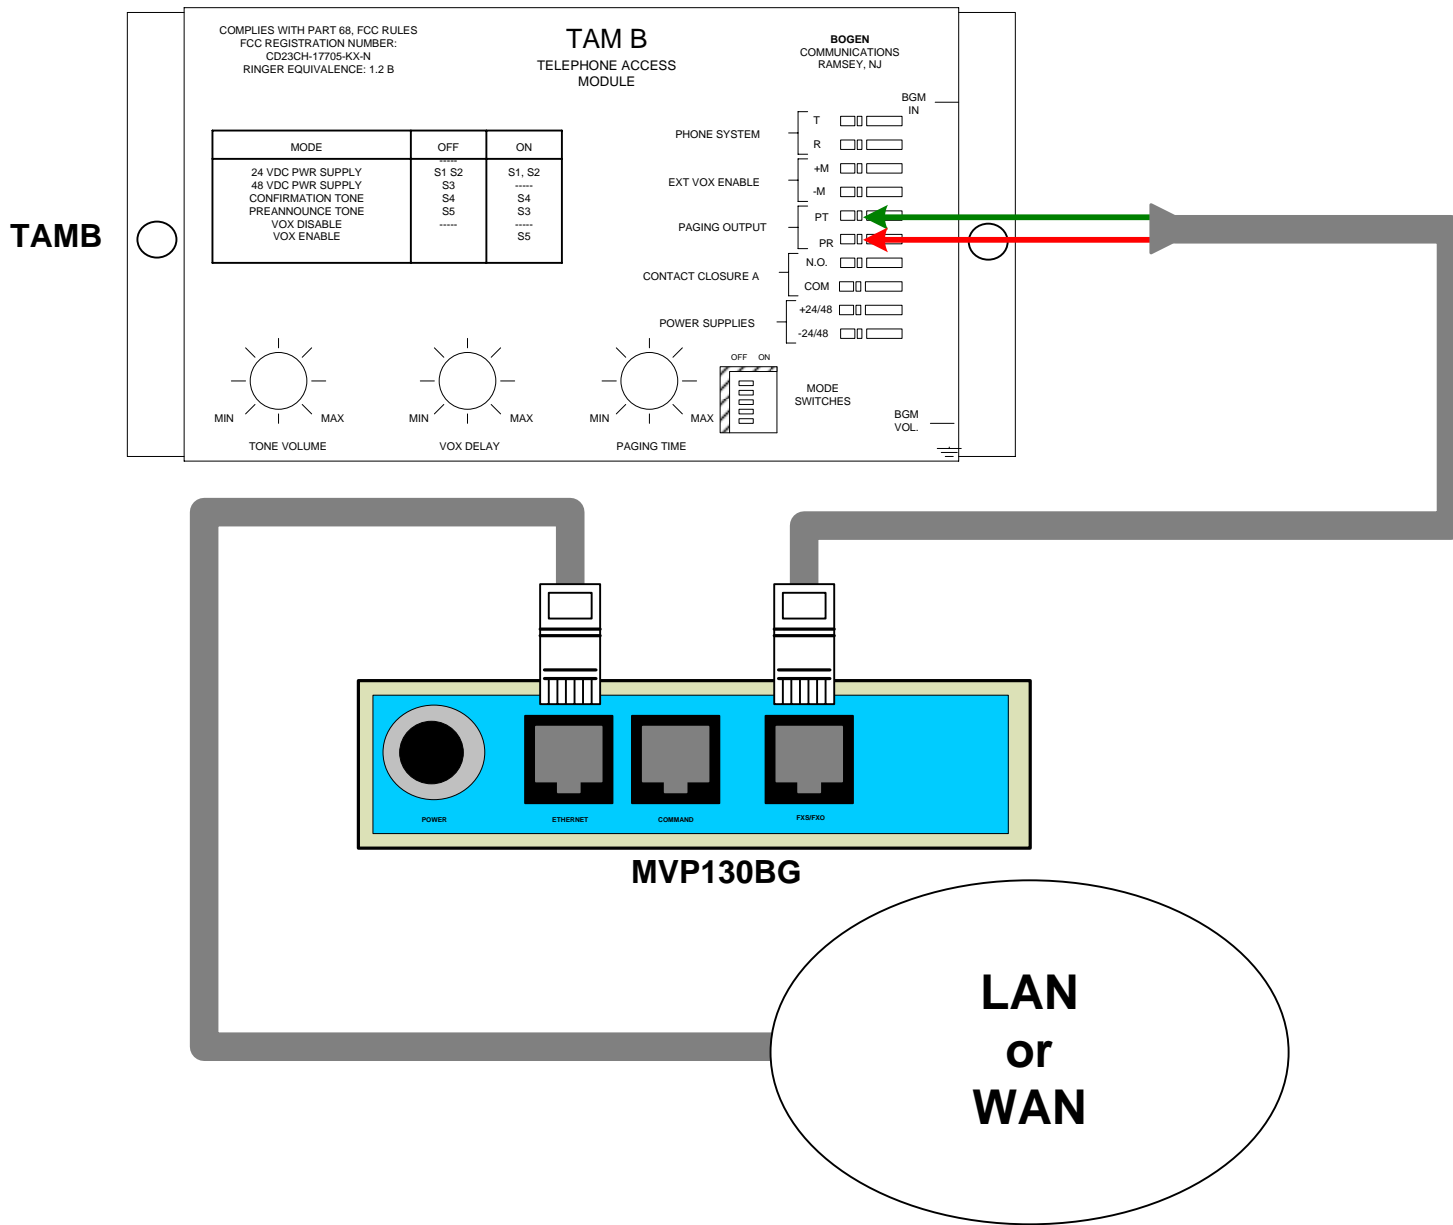 COMPLIES WITH PART 68, FCC RULES
FCC REGISTRATION NUMBER:
CD23CH-17705-KX-N
RINGER EQUIVALENCE: 1.2 B
TAM B
TELEPHONE ACCESS
MODULE
BOGEN
COMMUNICATIONS
RAMSEY, NJ
BGM
IN
MODE OFF ON
-----
24 VDC PWR SUPPLY S1 S2 S1, S2
48 VDC PWR SUPPLY S3 -----
CONFIRMATION TONE S4 S4
PREANNOUNCE TONE S5 S3
VOX DISABLE ----- -----
VOX ENABLE S5
PHONE SYSTEM T
R
EXT VOX ENABLE +M
-M
PAGING OUTPUT PT
PR
CONTACT CLOSURE A N.O.
COM
POWER SUPPLIES +24/48
-24/48
TAMB
MIN MAX
TONE VOLUME
MIN MAX
VOX DELAY
MIN MAX
PAGING TIME
OFF ON
MODE
SWITCHES
BGM
VOL.
POWER
ETHERNET
COMMAND
FXS/FXO
MVP130BG
LAN
or
WAN